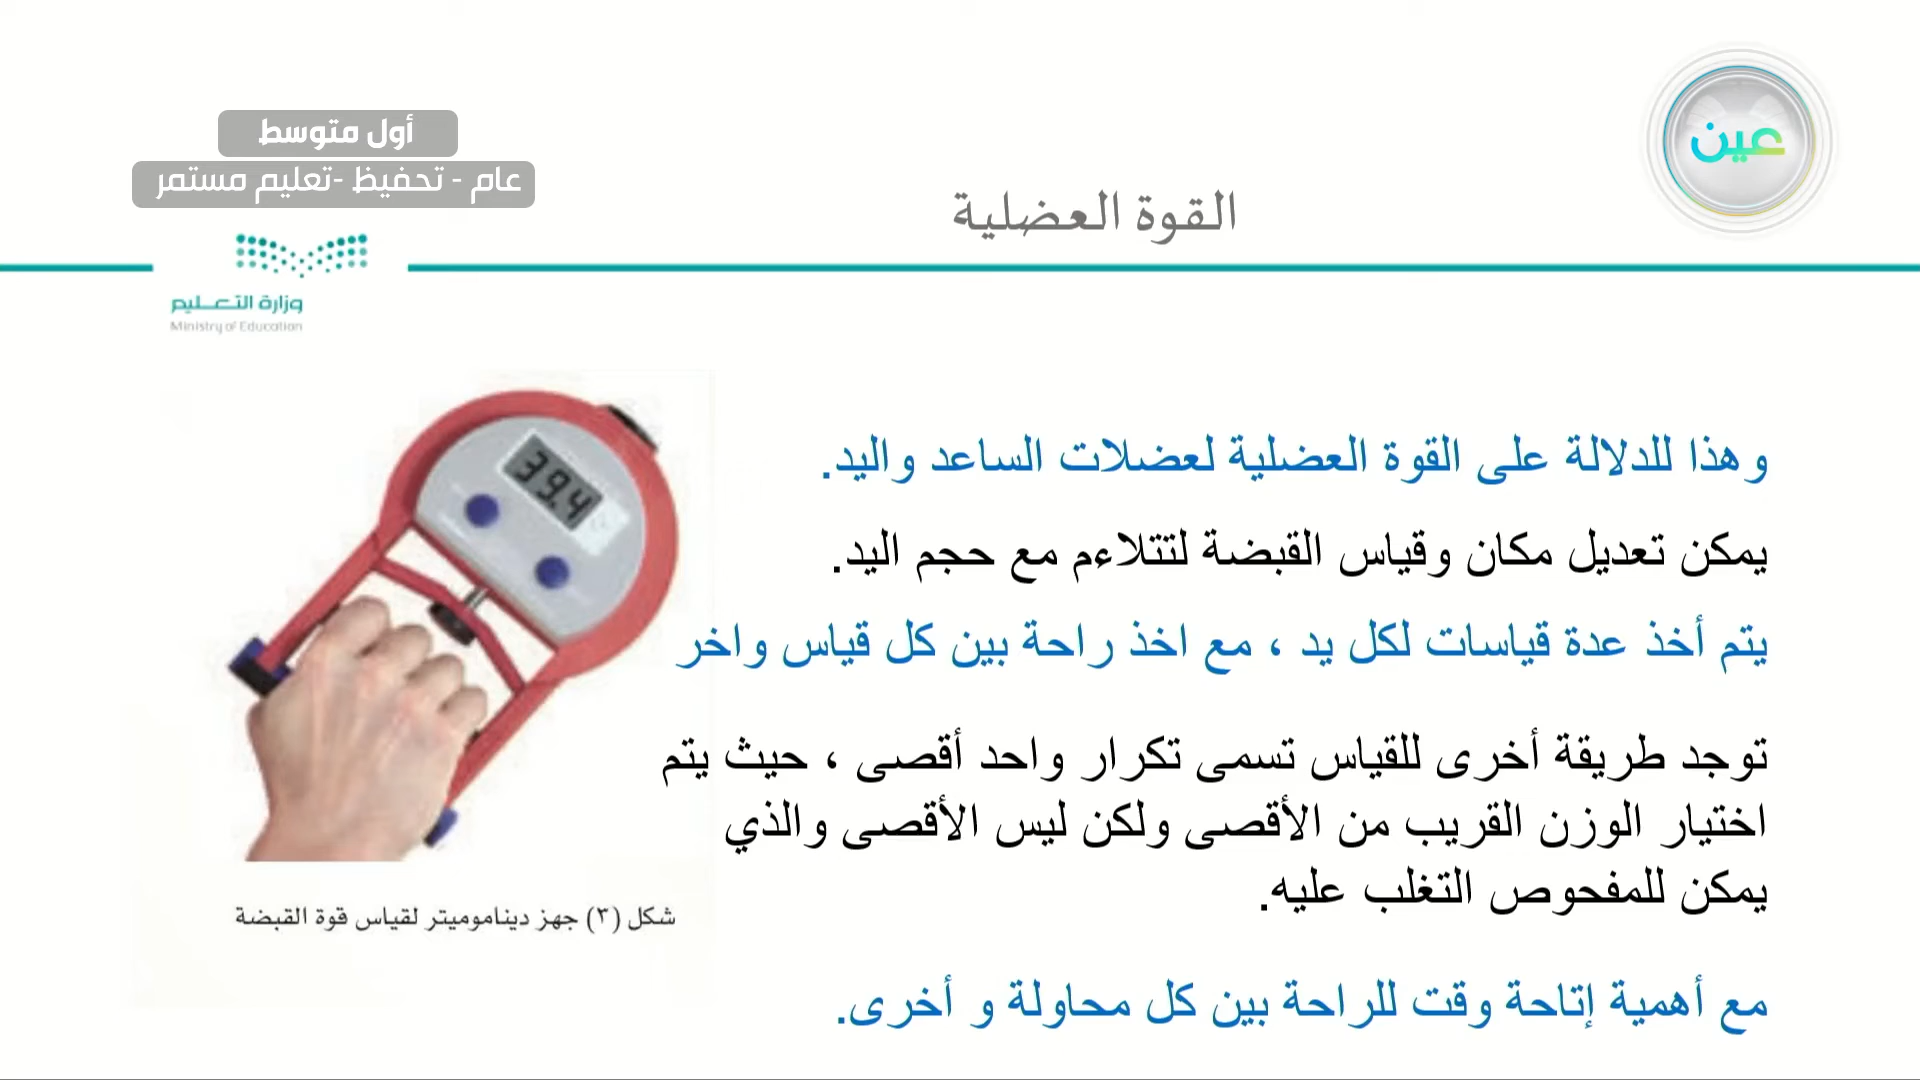 عين
أول متوسط
عام - تحفيظ -تعليم مستمر
القوة العضلية
وزارة التعليم
Ministry of Education
وهذا للدلالة على القوة العضلية لعضلات الساعد واليد.
يمكن تعديل مكان وقياس القبضة لتتلاءم مع حجم اليد.
يتم أخذ عدة قياسات لكل يد ، مع اخذ راحة بين كل قياس واخر
توجد طريقة أخرى للقياس تسمى تكرار واحد أقصى ، حيث يتم
اختيار الوزن القريب من الأقصى ولكن ليس الأقصى والذي
يمكن للمفحوص التغلب عليه.
مع أهمية إتاحة وقت للراحة بين كل محاولة و أخرى.
39.4
شكل (٣) جهز ديناموميتر لقياس قوة القبضة